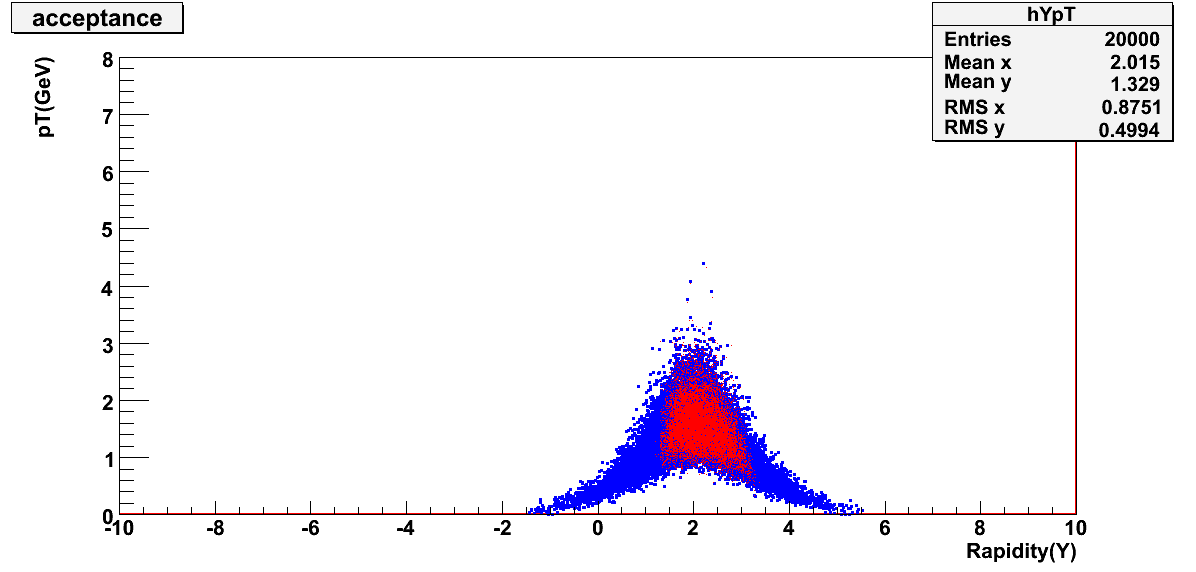 acceptance
hYpT
Entries 20000
Mean x 2.015
Mean y 1.329
RMS x 0.8751
RMS y 0.4994
pT(GeV)
8
7
6
5
4
3
2
1
0
-10 -8 -6 -4 -2 0 2 4 6 8 10
Rapidity(Y)